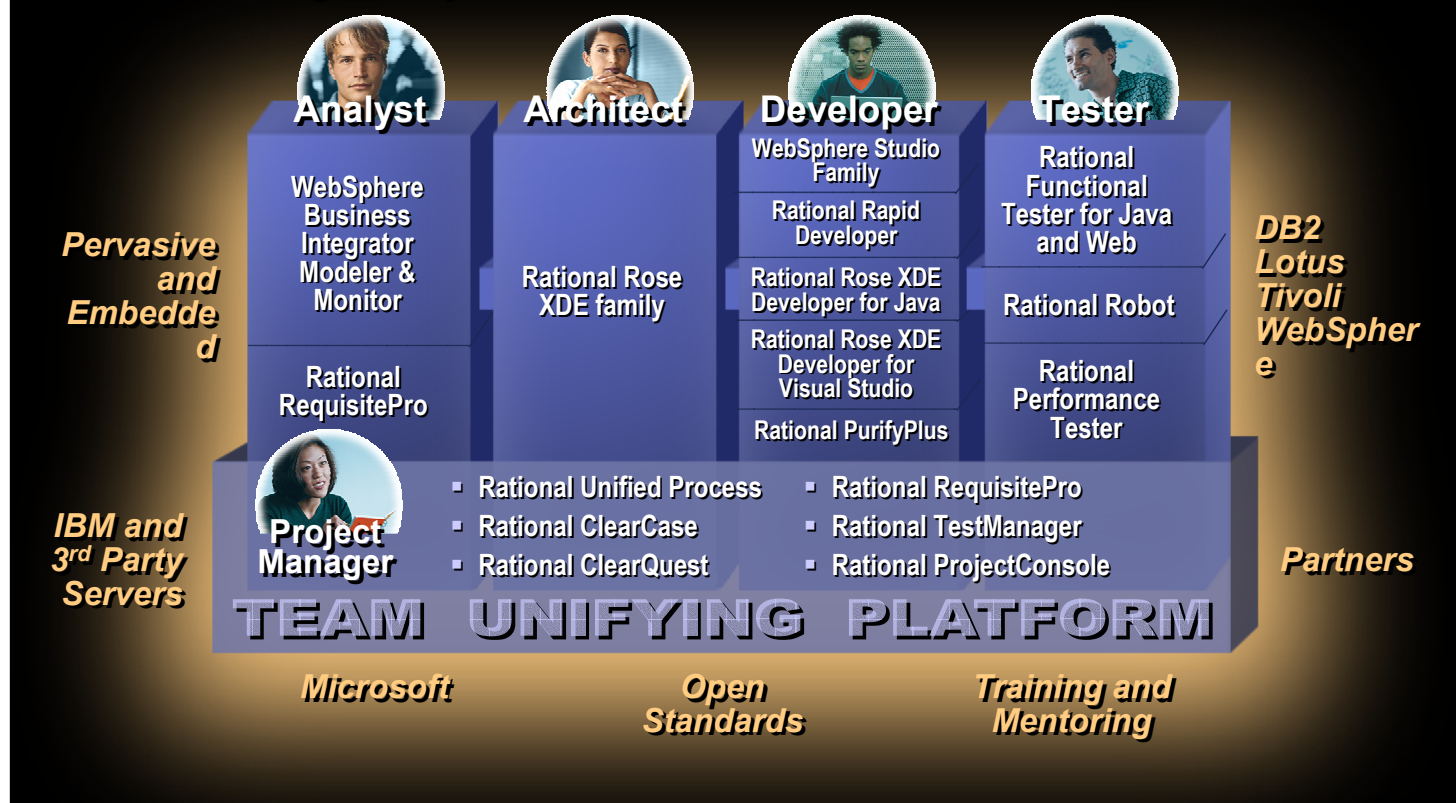 Analyst
Architect
Developer
Tester
WebSphere
Business
Integrator
Modeler &
Monitor
Rational
RequisitePro
Rational Rose
XDE family
WebSphere Studio
Family
Rational Rapid
Developer
Rational Rose XDE
Developer for Java
Rational Rose XDE
Developer for
Visual Studio
Rational PurifyPlus
Rational
Functional
Tester for Java
and Web
Rational Robot
Rational
Performance
Tester
Pervasive
and
Embedde
d
DB2
Lotus
Tivoli
WebSpher
e
Project
Manager
▪ Rational Unified Process
▪ Rational ClearCase
▪ Rational ClearQuest
▪ Rational RequisitePro
▪ Rational TestManager
▪ Rational ProjectConsole
IBM and
3rd Party
Servers
Partners
TEAM UNIFYING PLATFORM
Microsoft
Open
Standards
Training and
Mentoring